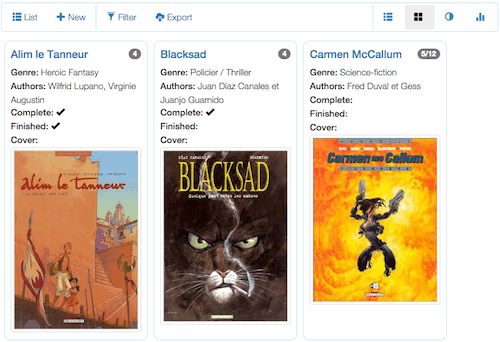 List New Filter Export
Alim le Tanneur 4
Genre: Heroic Fantasy
Authors: Wilfrid Lupano, Virginie
Augustin
Complete: ✔
Finished: ✔
Cover:
alim le tanneur
Blacksad 4
Genre: Policier / Thriller
Authors: Juan Díaz Canales et
Juanjo Guarnido
Complete: ✔
Finished:
Cover:
BLACKSAD
Quelque part entre les ombres
Carmen McCallum 5/12
Genre: Science-fiction
Authors: Fred Duval et Gess
Complete:
Finished:
Cover:
Carmen Mc Callum